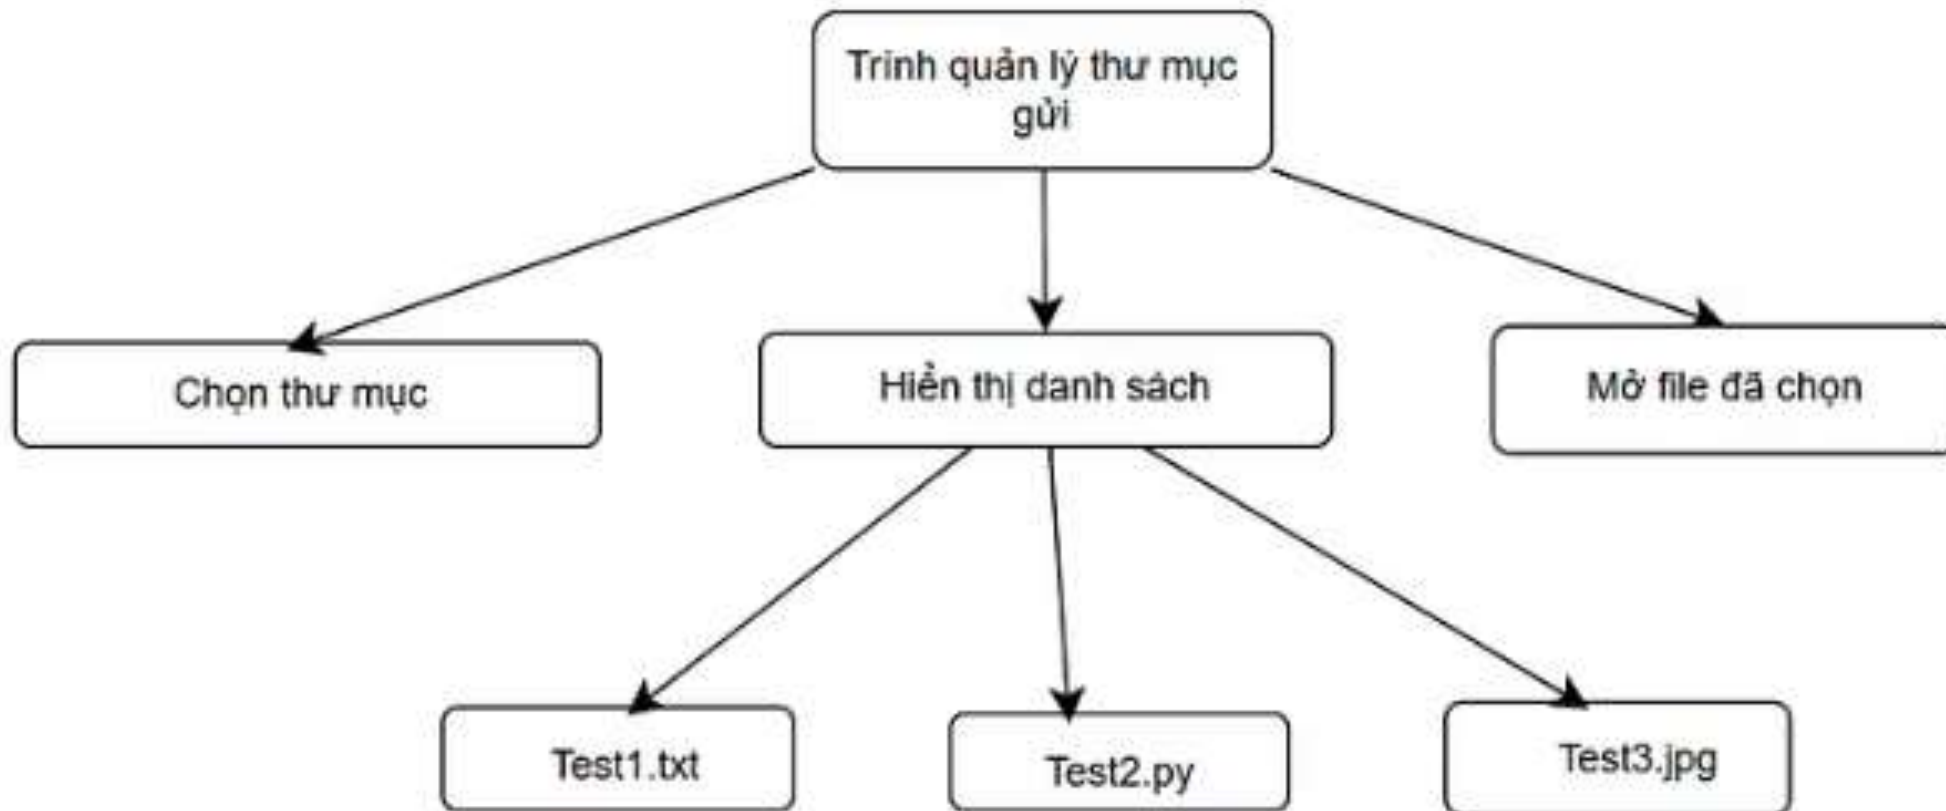 Trình quản lý thư mục
gửi
Chọn thư mục
Hiển thị danh sách
Mở file đã chọn
Test1.txt
Test2.py
Test3.jpg